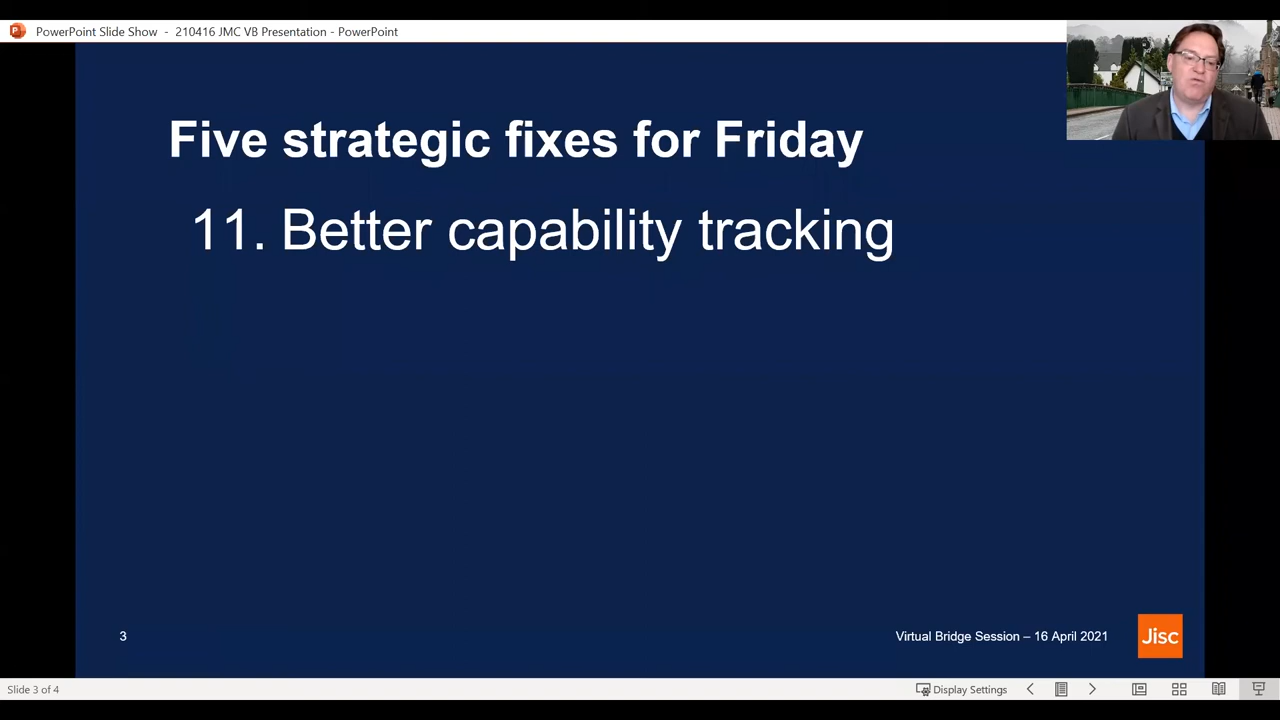 PowerPoint Slide Show - 210416 JMC VB Presentation - PowerPoint
Five strategic fixes for Friday
11. Better capability tracking
3
Virtual Bridge Session – 16 April 2021
Jisc
Slide 3 of 4
Display Settings